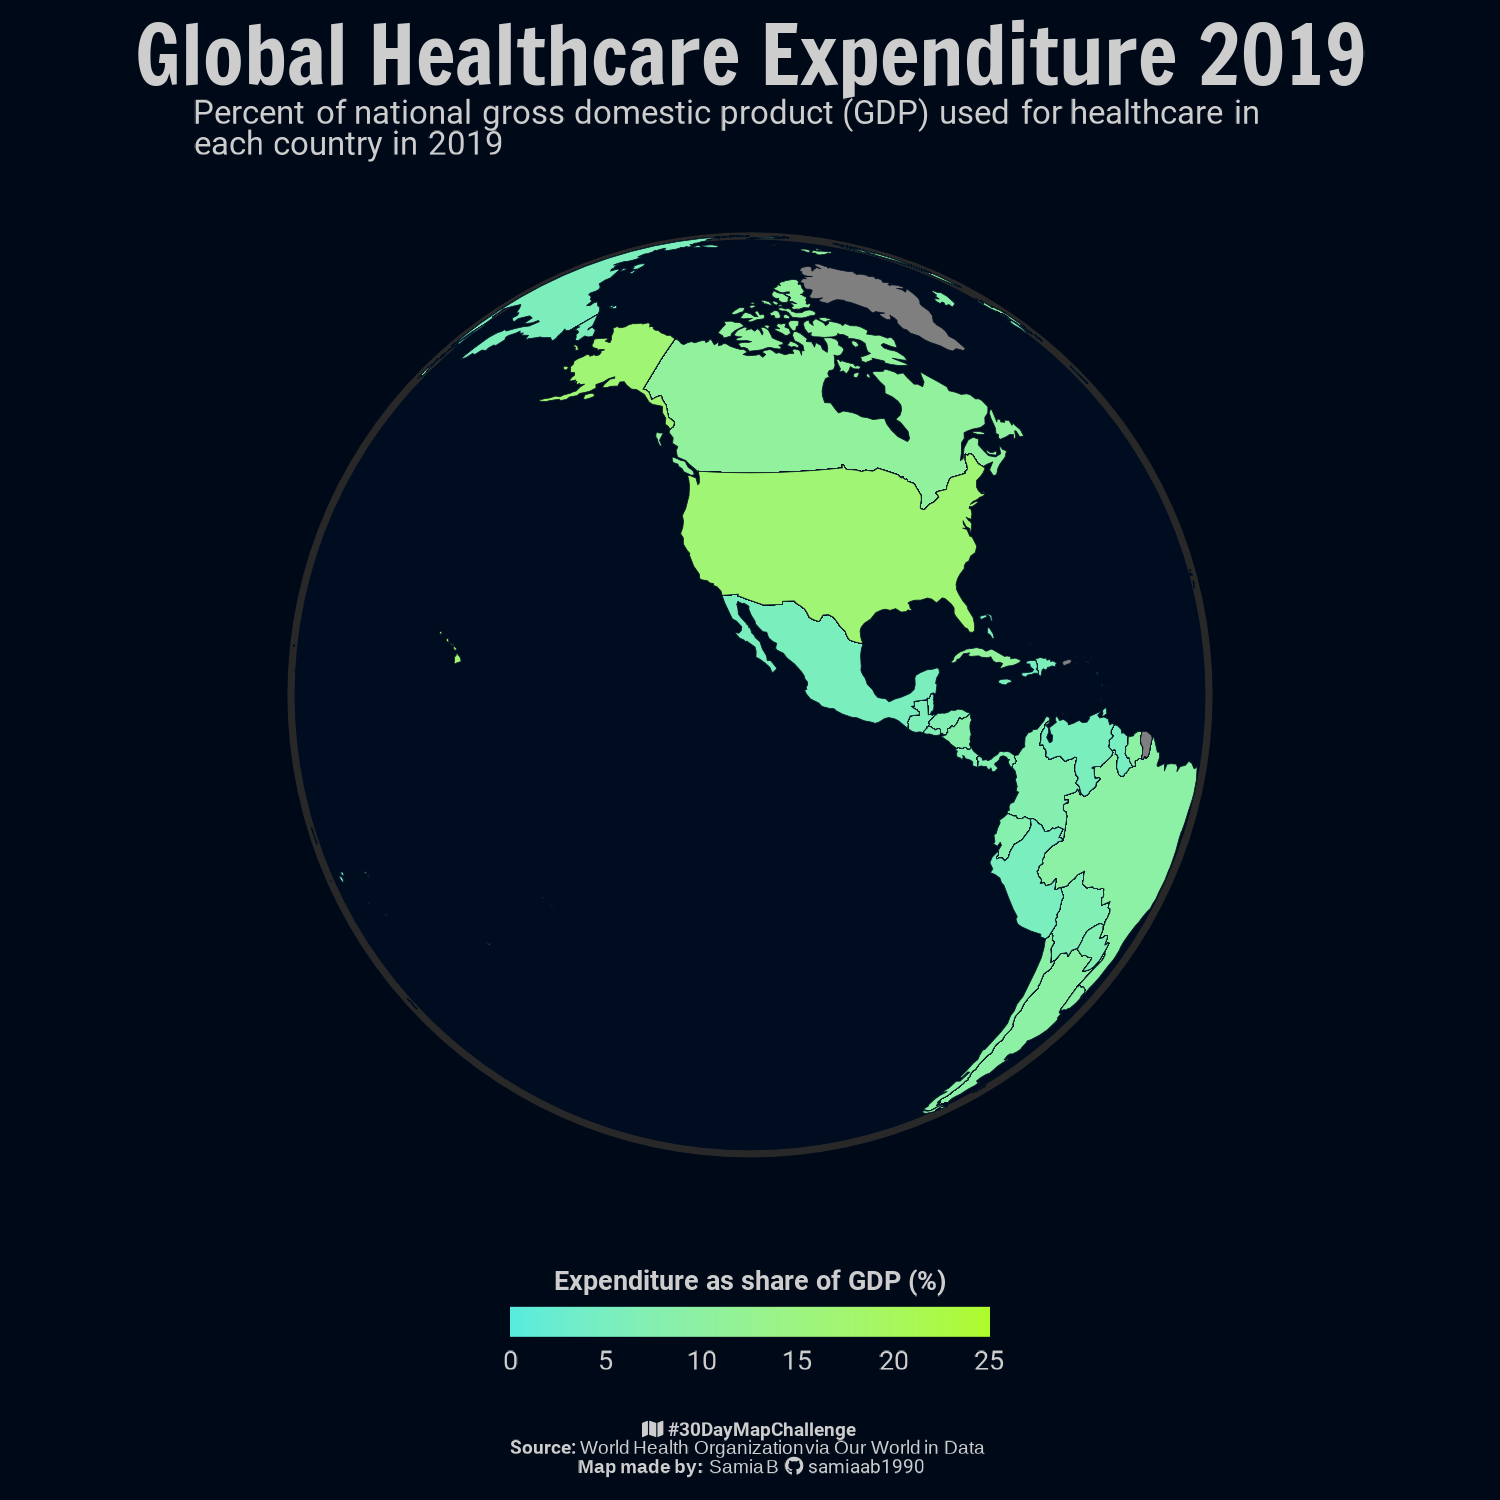 Global Healthcare Expenditure 2019
Percent of national gross domestic product (GDP) used for healthcare in
each country in 2019
Expenditure as share of GDP (%)
0 5 10 15 20 25
#30DayMapChallenge
Source: World Health Organization via Our World in Data
Map made by: Samia B samiaab1990